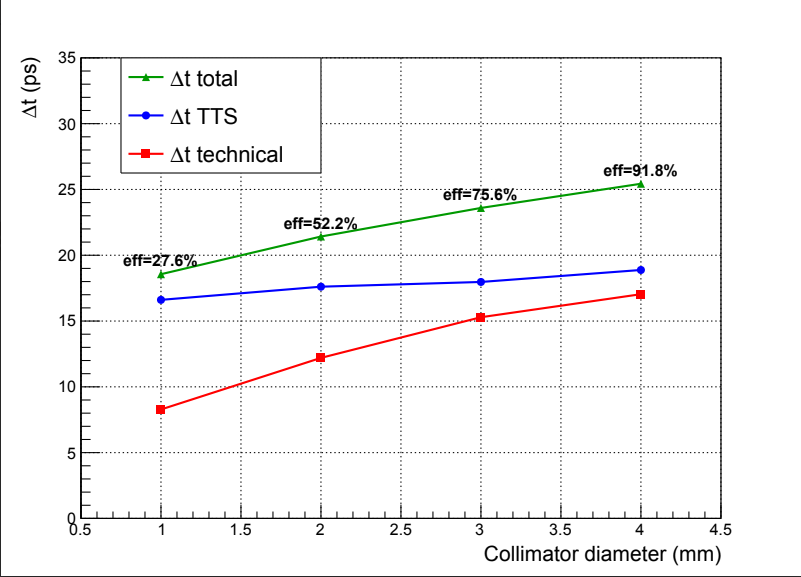 Δt (ps)
35
30
25
20
15
10
5
0
Δt total
Δt TTS
Δt technical
eff=27.6%
eff=52.2%
eff=75.6%
eff=91.8%
0.5 1 1.5 2 2.5 3 3.5 4 4.5
Collimator diameter (mm)